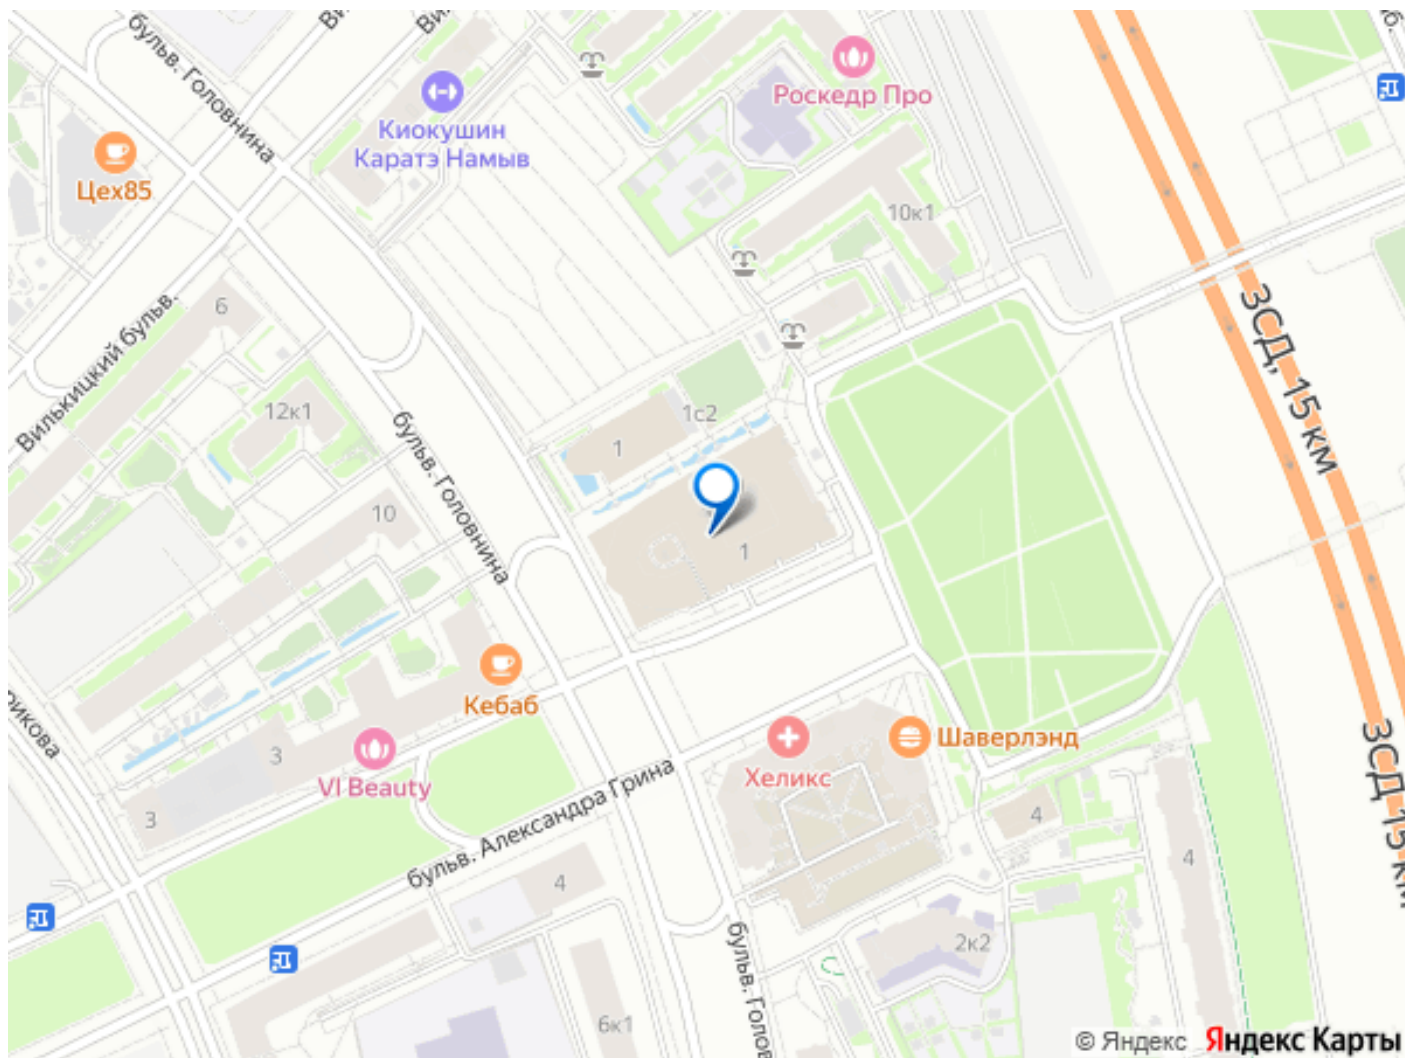 бульв. Головнина
Роскедр Про
Киокушин
Каратэ Намыв
Цех85
10к1
6
Вилькицкий бульв.
12к1
1с2
1
ЗСД, 15 км
бульв. Головнина
10
1
Кебаб
3
VI Beauty
3
Хеликс
Шаверлэнд
ЗСД 15 км
бульв. Александра Грина
4
4
4
2к2
6к1
бульв. Голов
© Яндекс Яндекс Карты